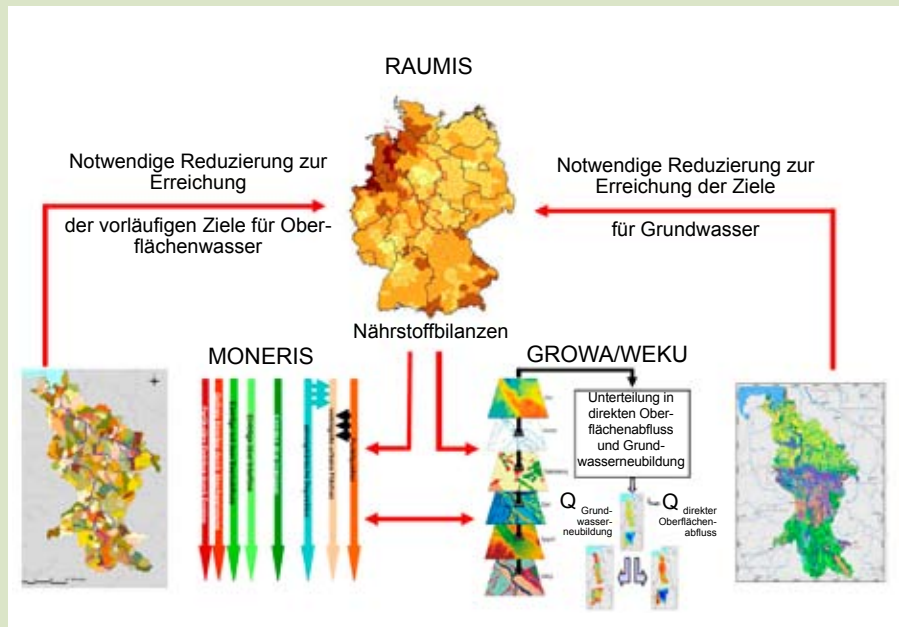 RAUMIS
Notwendige Reduzierung zur
Erreichung
der vorläufigen Ziele für Ober-
flächenwasser
Notwendige Reduzierung zur
Erreichung der Ziele
für Grundwasser
Nährstoffbilanzen
MONERIS
GROWA/WEKU
Unterteilung in
direkten Ober-
flächenabfluss
und Grund-
wasserneubildung
Q
Grund-
wasser-
neubildung
Q
direkter
Oberflächen-
abfluss